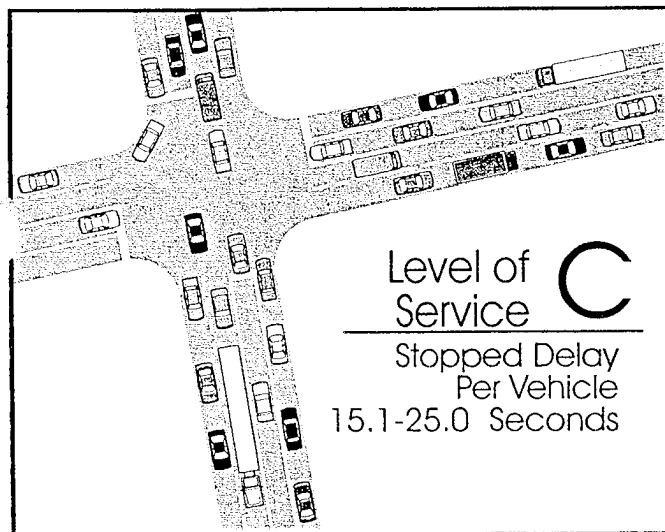 Level of
Service C
Stopped Delay
Per Vehicle
15.1-25.0 Seconds